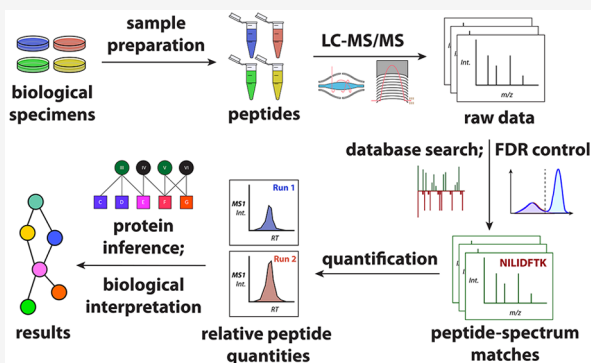 sample
preparation
LC-MS/MS
biological
specimens
peptides
Int.
m/z
raw data
database search;
FDR control
III
IV
V
VI
C
D
E
F
G
protein
inference;
biological
interpretation
results
MS1
Int.
Run 1
RT
MS1
Int.
Run 2
RT
relative peptide
quantities
quantification
NILIDFTK
m/z
peptide-spectrum
matches